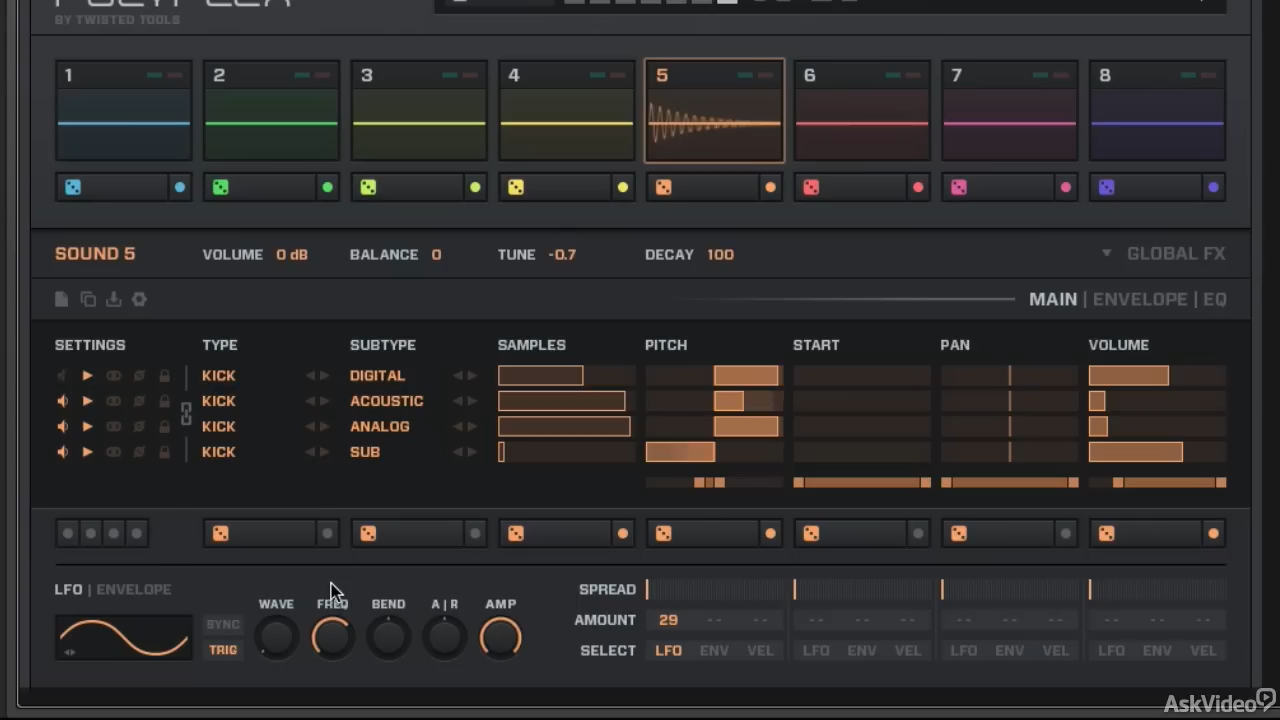 BY TWISTED TOOLS
1 2 3 4 5 6 7 8
SOUND 5 VOLUME 0 dB BALANCE 0 TUNE -0.7 DECAY 100 GLOBAL FX
MAIN | ENVELOPE | EQ
SETTINGS TYPE SUBTYPE SAMPLES PITCH START PAN VOLUME
KICK DIGITAL
KICK ACOUSTIC
KICK ANALOG
KICK SUB
LFO | ENVELOPE SPREAD
WAVE FREQ BEND A | R AMP
SYNC AMOUNT 29 -- -- -- -- -- -- -- -- -- -- --
TRIG SELECT LFO ENV VEL LFO ENV VEL LFO ENV VEL LFO ENV VEL
AskVideo